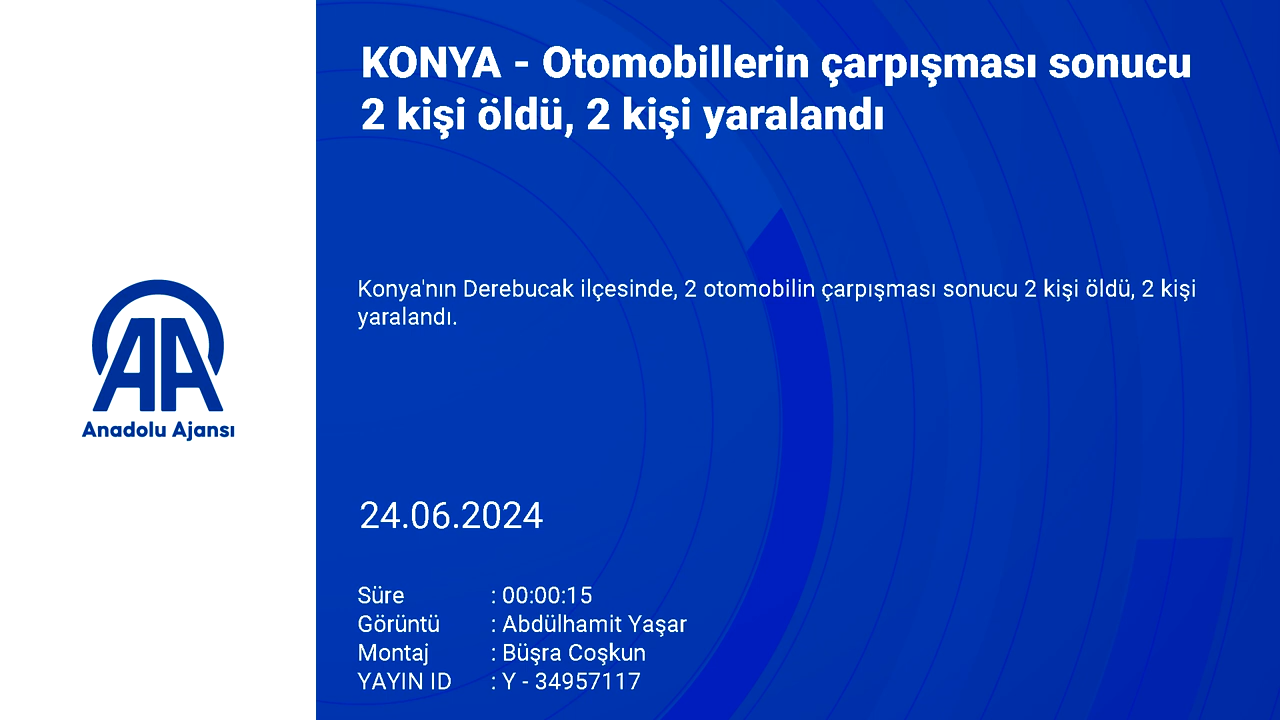 KONYA - Otomobillerin çarpışması sonucu
2 kişi öldü, 2 kişi yaralandı
Konya'nın Derebucak ilçesinde, 2 otomobilin çarpışması sonucu 2 kişi öldü, 2 kişi
yaralandı.
AA
Anadolu Ajansı
24.06.2024
Süre : 00:00:15
Görüntü : Abdülhamit Yaşar
Montaj : Büşra Coşkun
YAYIN ID : Y - 34957117